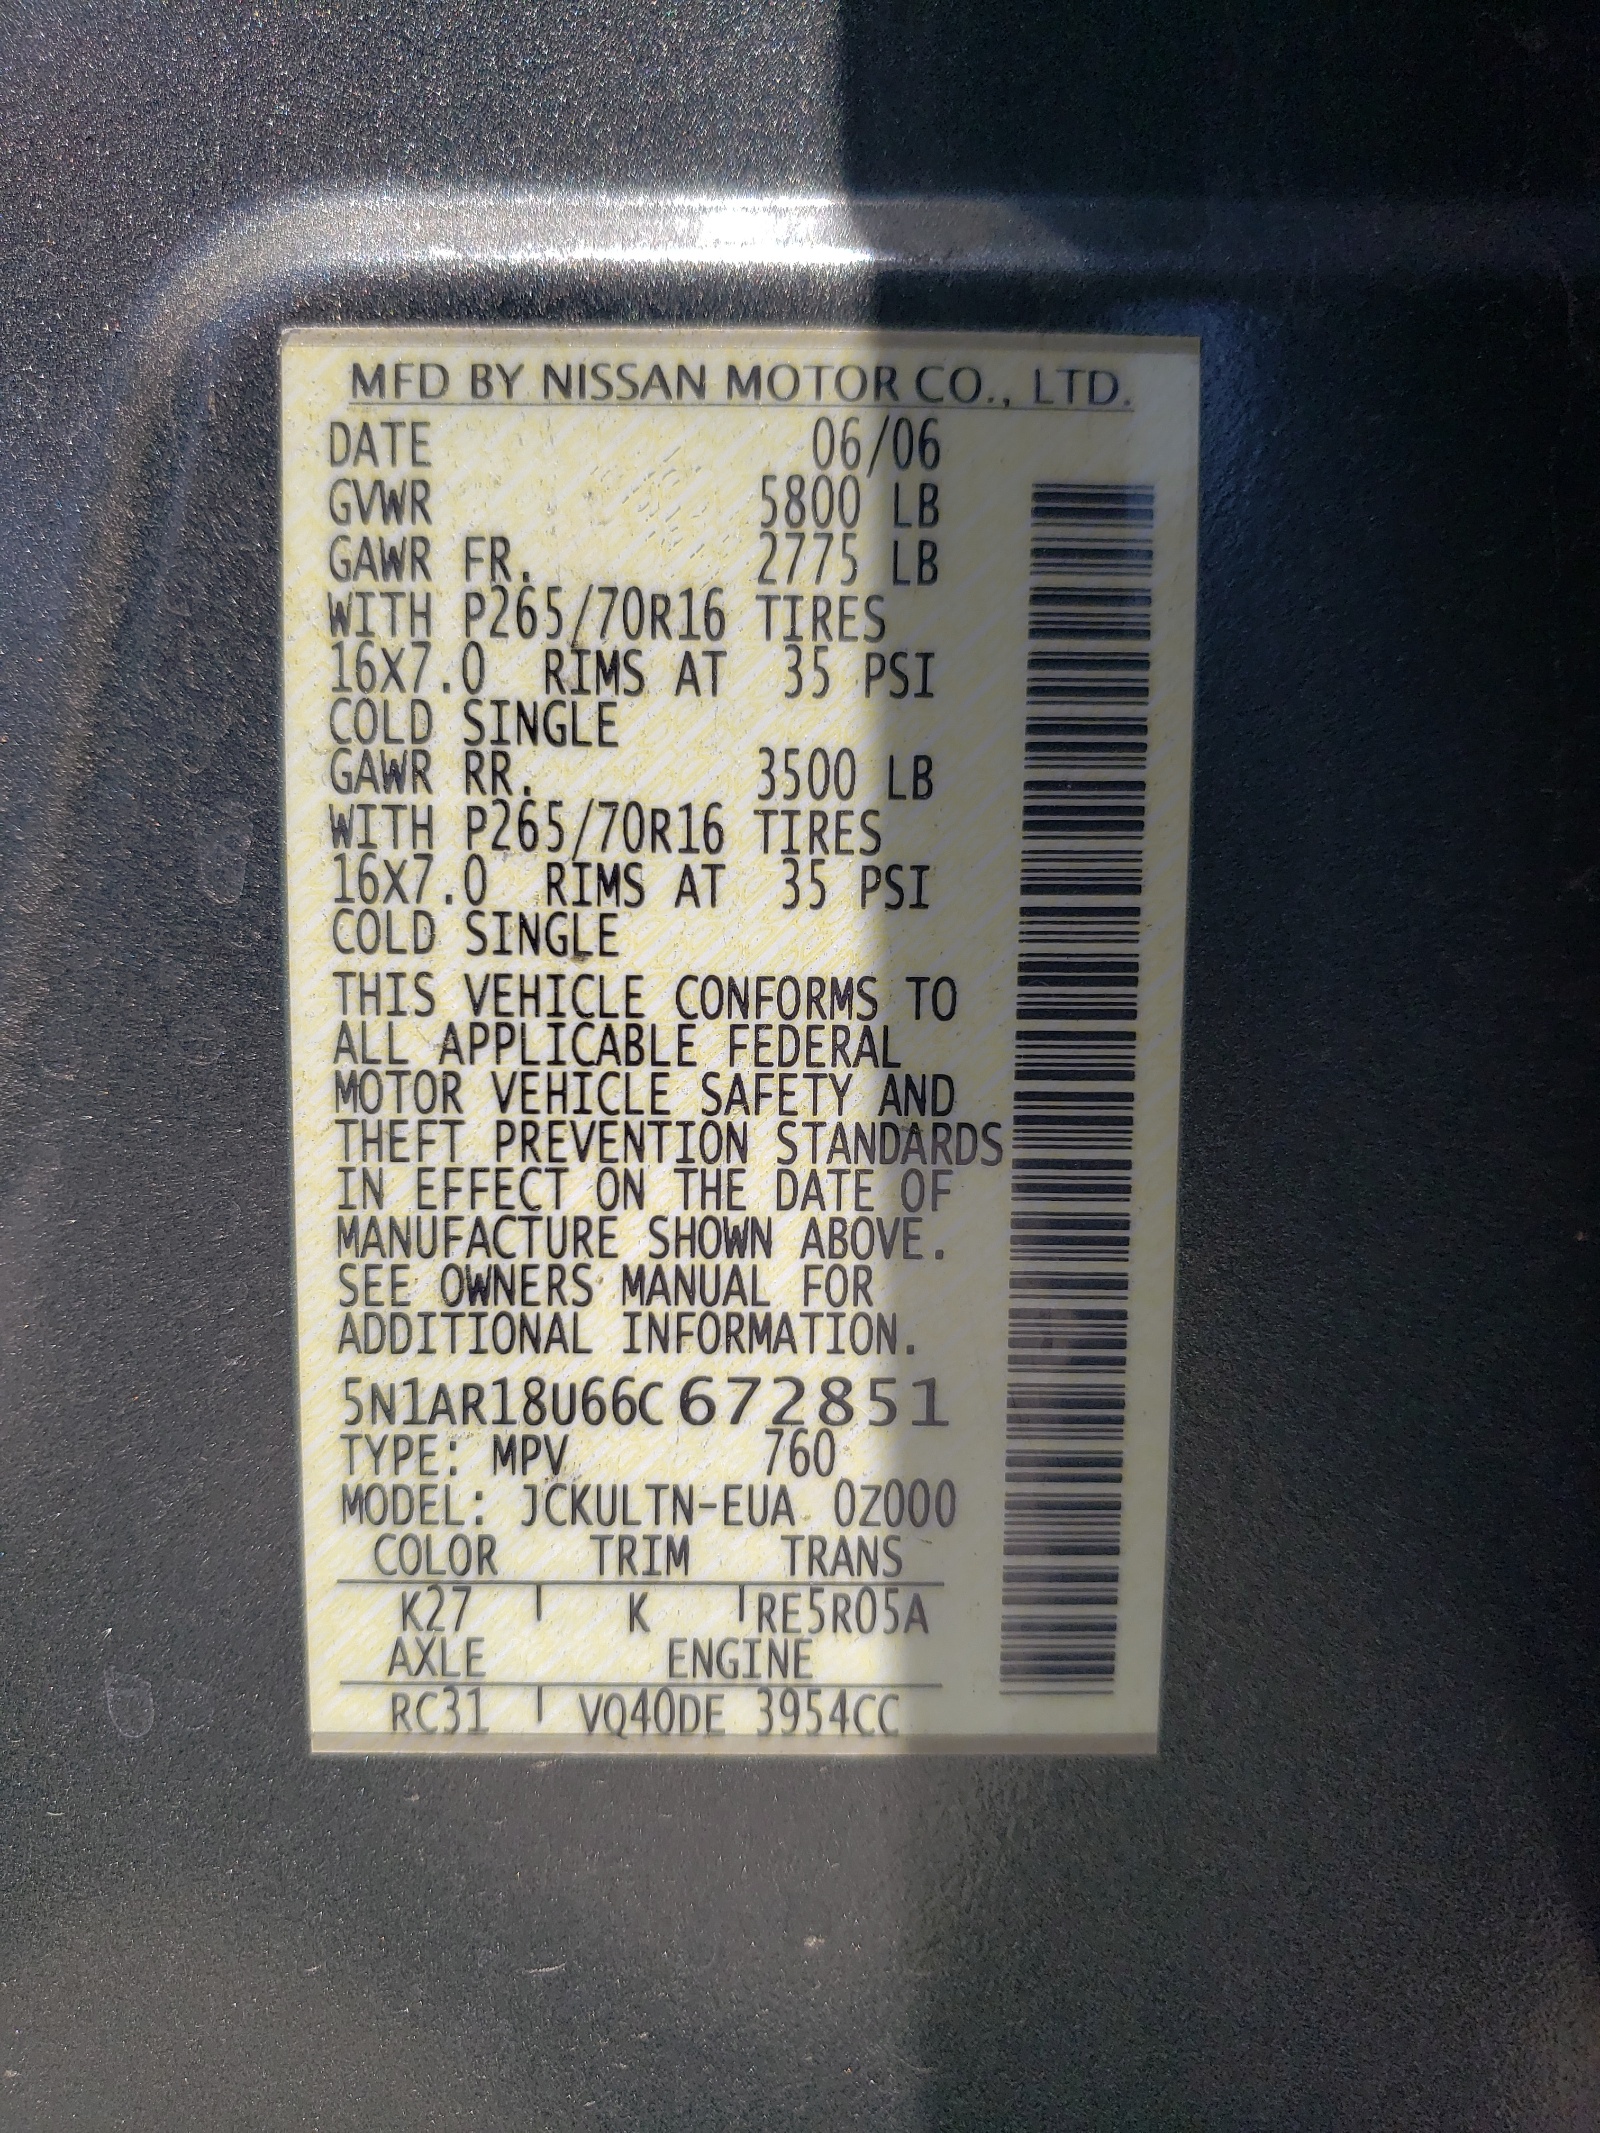 MFD BY NISSAN MOTOR CO., LTD.
DATE 06/06
GVWR 5800 LB
GAWR FR. 2775 LB
WITH P265/70R16 TIRES
16X7.0 RIMS AT 35 PSI
COLD SINGLE
GAWR RR. 3500 LB
WITH P265/70R16 TIRES
16X7.0 RIMS AT 35 PSI
COLD SINGLE
THIS VEHICLE CONFORMS TO
ALL APPLICABLE FEDERAL
MOTOR VEHICLE SAFETY AND
THEFT PREVENTION STANDARDS
IN EFFECT ON THE DATE OF
MANUFACTURE SHOWN ABOVE.
SEE OWNERS MANUAL FOR
ADDITIONAL INFORMATION.
5N1AR18U66C672851
TYPE: MPV 760
MODEL: JCKULTN-EUA 0Z000
COLOR TRIM TRANS
K27 K RE5R05A
AXLE ENGINE
RC31 VQ40DE 3954CC